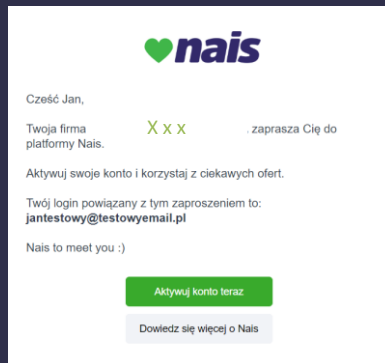 nais
Cześć Jan,
Twoja firma X x x . zaprasza Cię do
platformy Nais.
Aktywuj swoje konto i korzystaj z ciekawych ofert.
Twój login powiązany z tym zaproszeniem to:
jantestowy@testowyemail.pl
Nais to meet you :)
Aktywuj konto teraz
Dowiedz się więcej o Nais